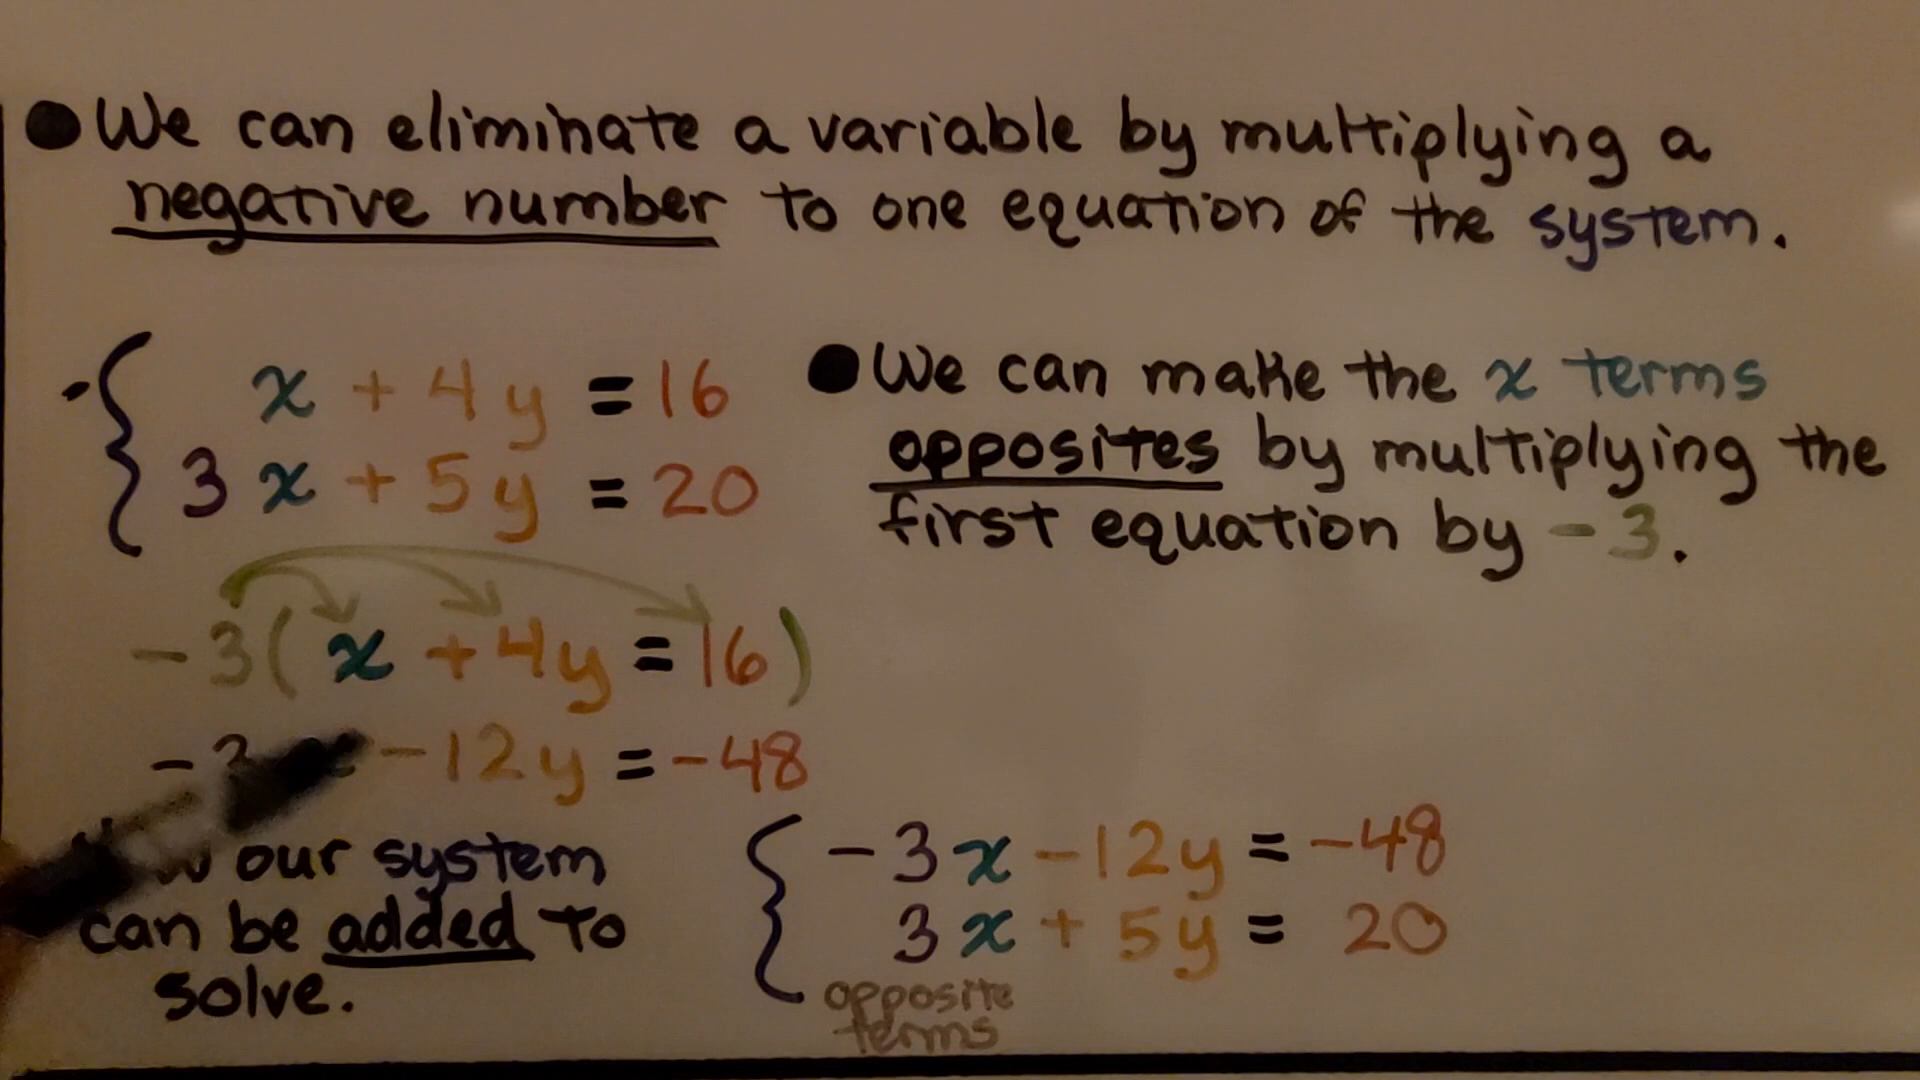 ● We can eliminate a variable by multiplying a
negative number to one equation of the system.
x + 4y = 16
3x + 5y = 20
● We can make the x terms
opposites by multiplying the
first equation by -3.
-3(x + 4y = 16)
- 12y = -48
our system
can be added to
solve.
-3x - 12y = -48
3x + 5y = 20
opposite
terms